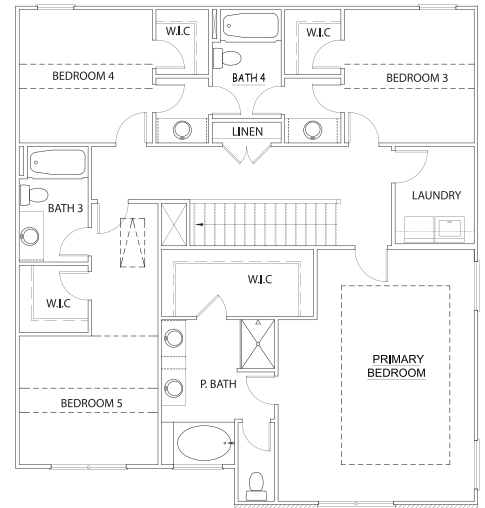 W.I.C
W.I.C
BEDROOM 4
BATH 4
BEDROOM 3
LINEN
LAUNDRY
BATH 3
W.I.C
W.I.C
PRIMARY
BEDROOM
P. BATH
BEDROOM 5